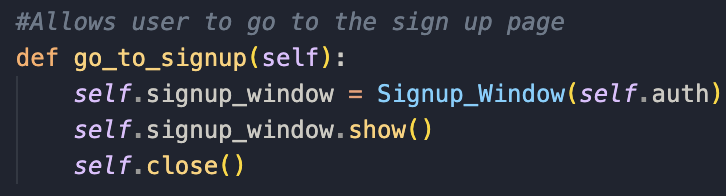 #Allows user to go to the sign up page
def go_to_signup(self):
    self.signup_window = Signup_Window(self.auth)
    self.signup_window.show()
    self.close()